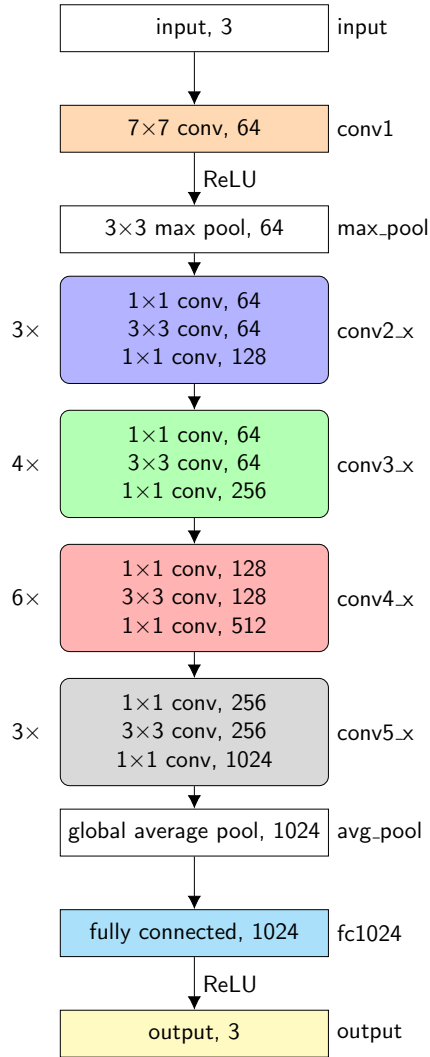 input, 3 input
7×7 conv, 64 conv1
ReLU
3×3 max pool, 64 max_pool
1×1 conv, 64
3× 3×3 conv, 64 conv2_x
1×1 conv, 128
1×1 conv, 64
4× 3×3 conv, 64 conv3_x
1×1 conv, 256
1×1 conv, 128
6× 3×3 conv, 128 conv4_x
1×1 conv, 512
1×1 conv, 256
3× 3×3 conv, 256 conv5_x
1×1 conv, 1024
global average pool, 1024 avg_pool
fully connected, 1024 fc1024
ReLU
output, 3 output